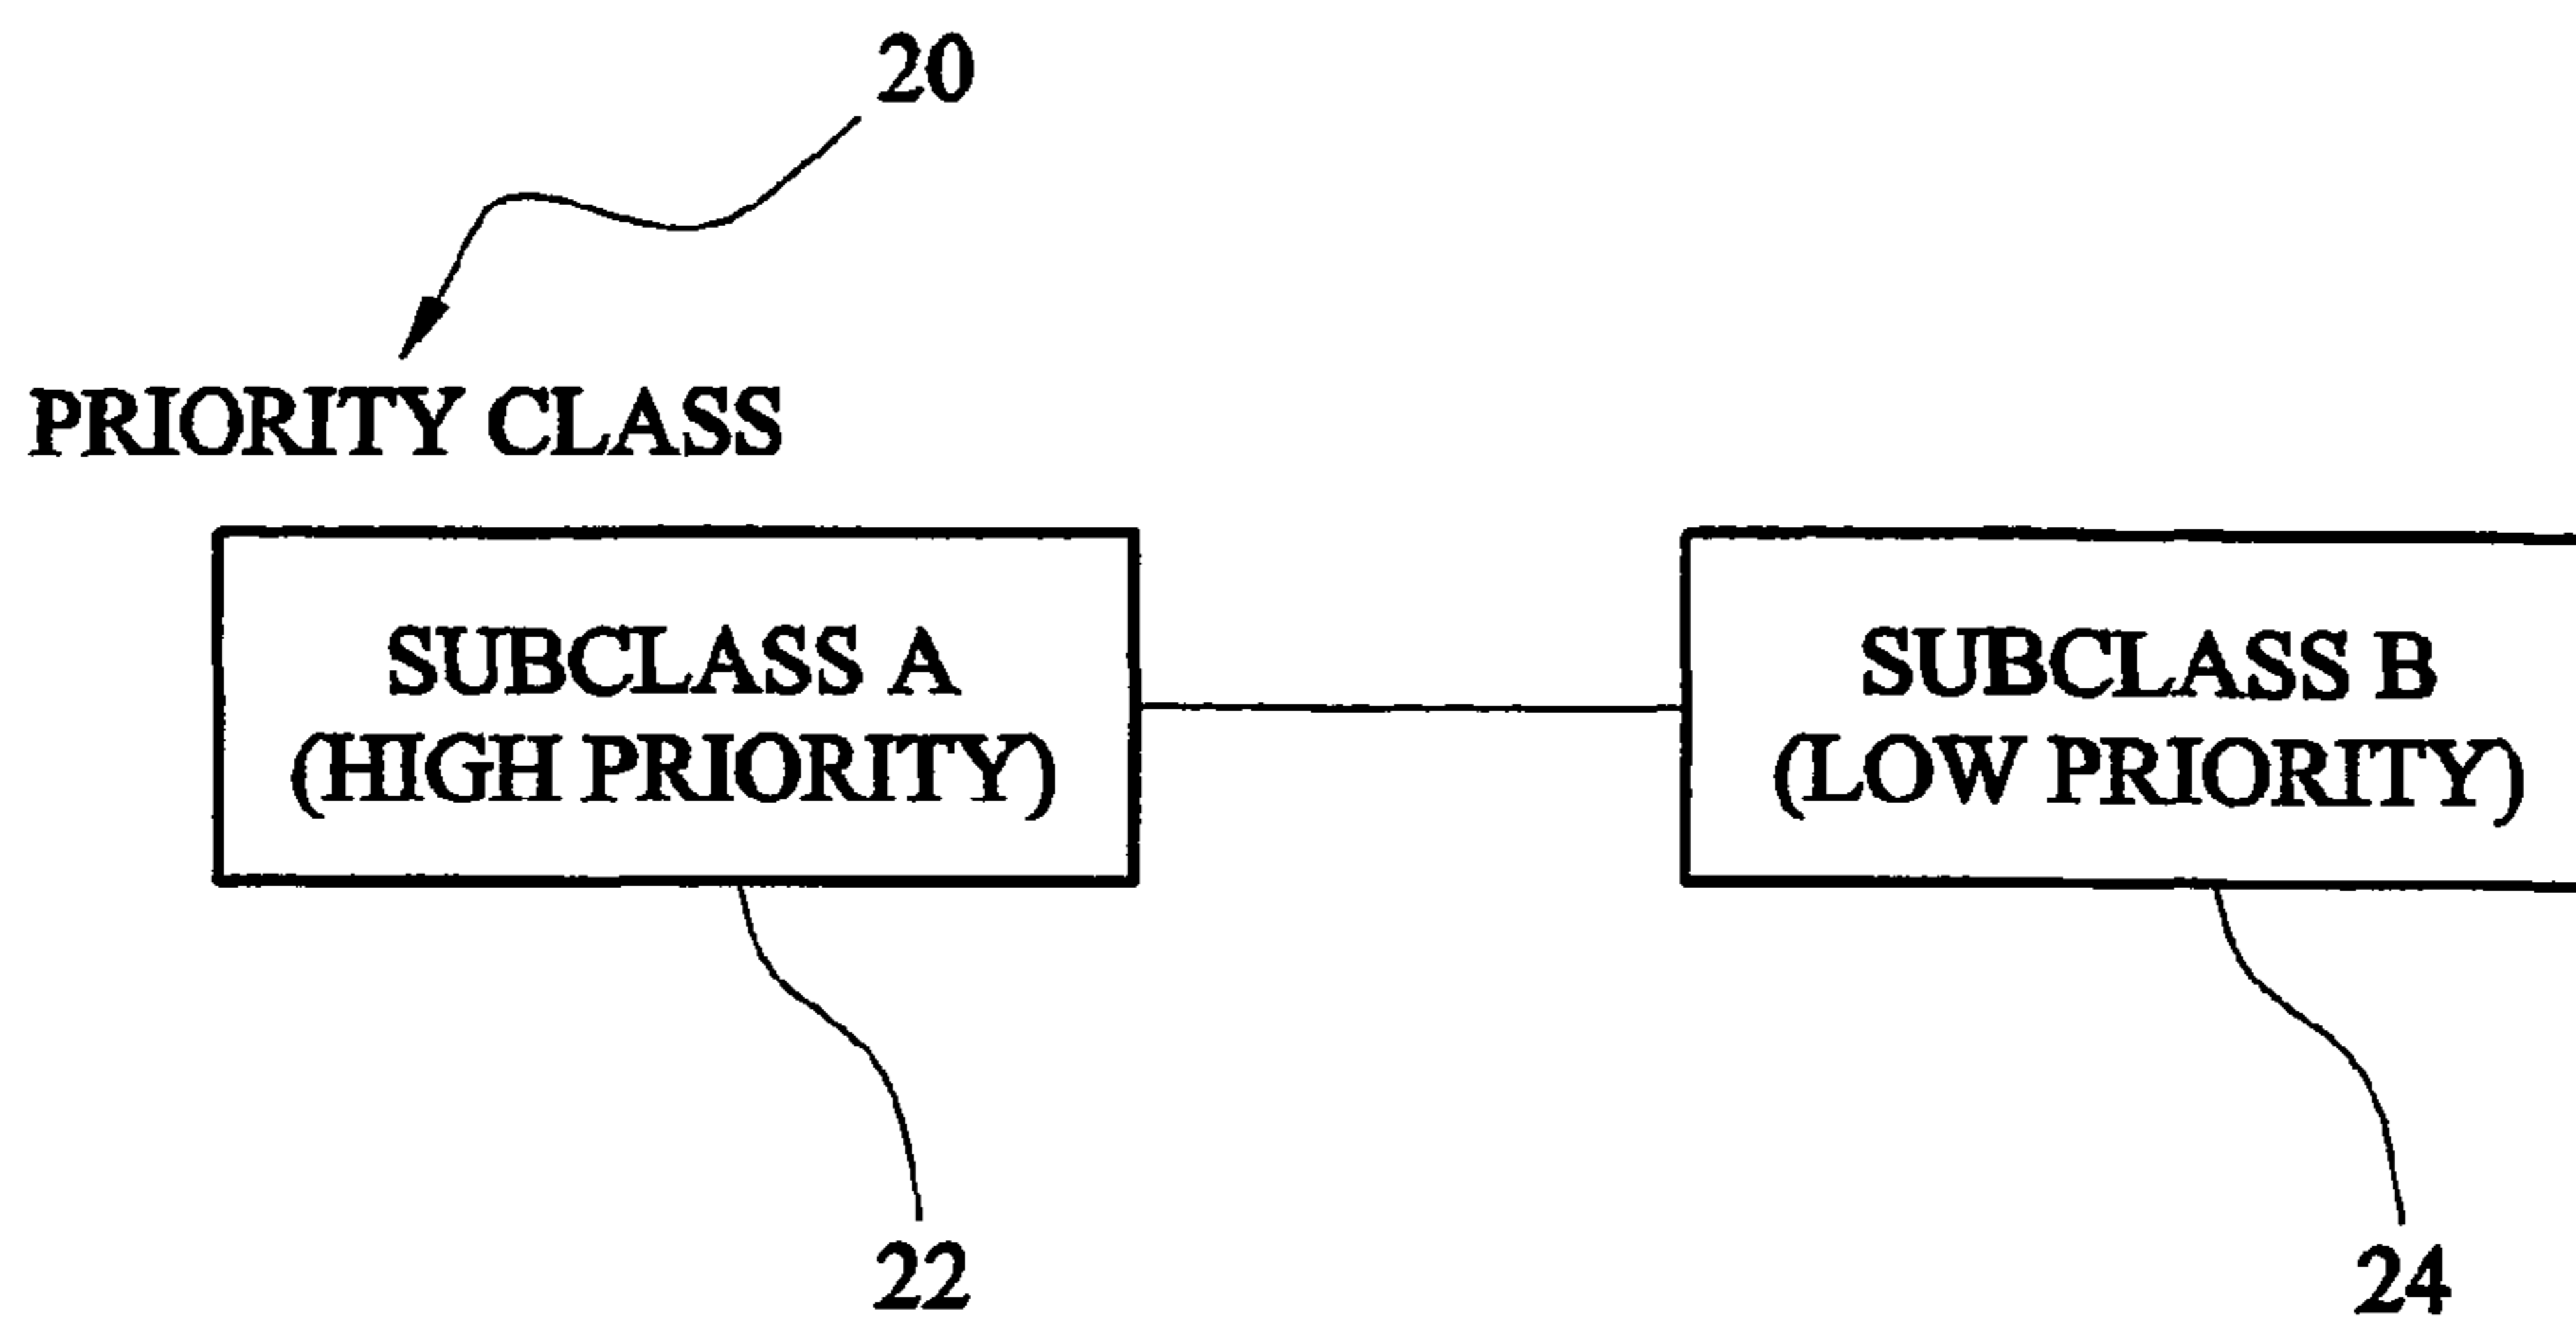 20
PRIORITY CLASS
SUBCLASS A
(HIGH PRIORITY)
SUBCLASS B
(LOW PRIORITY)
22
24